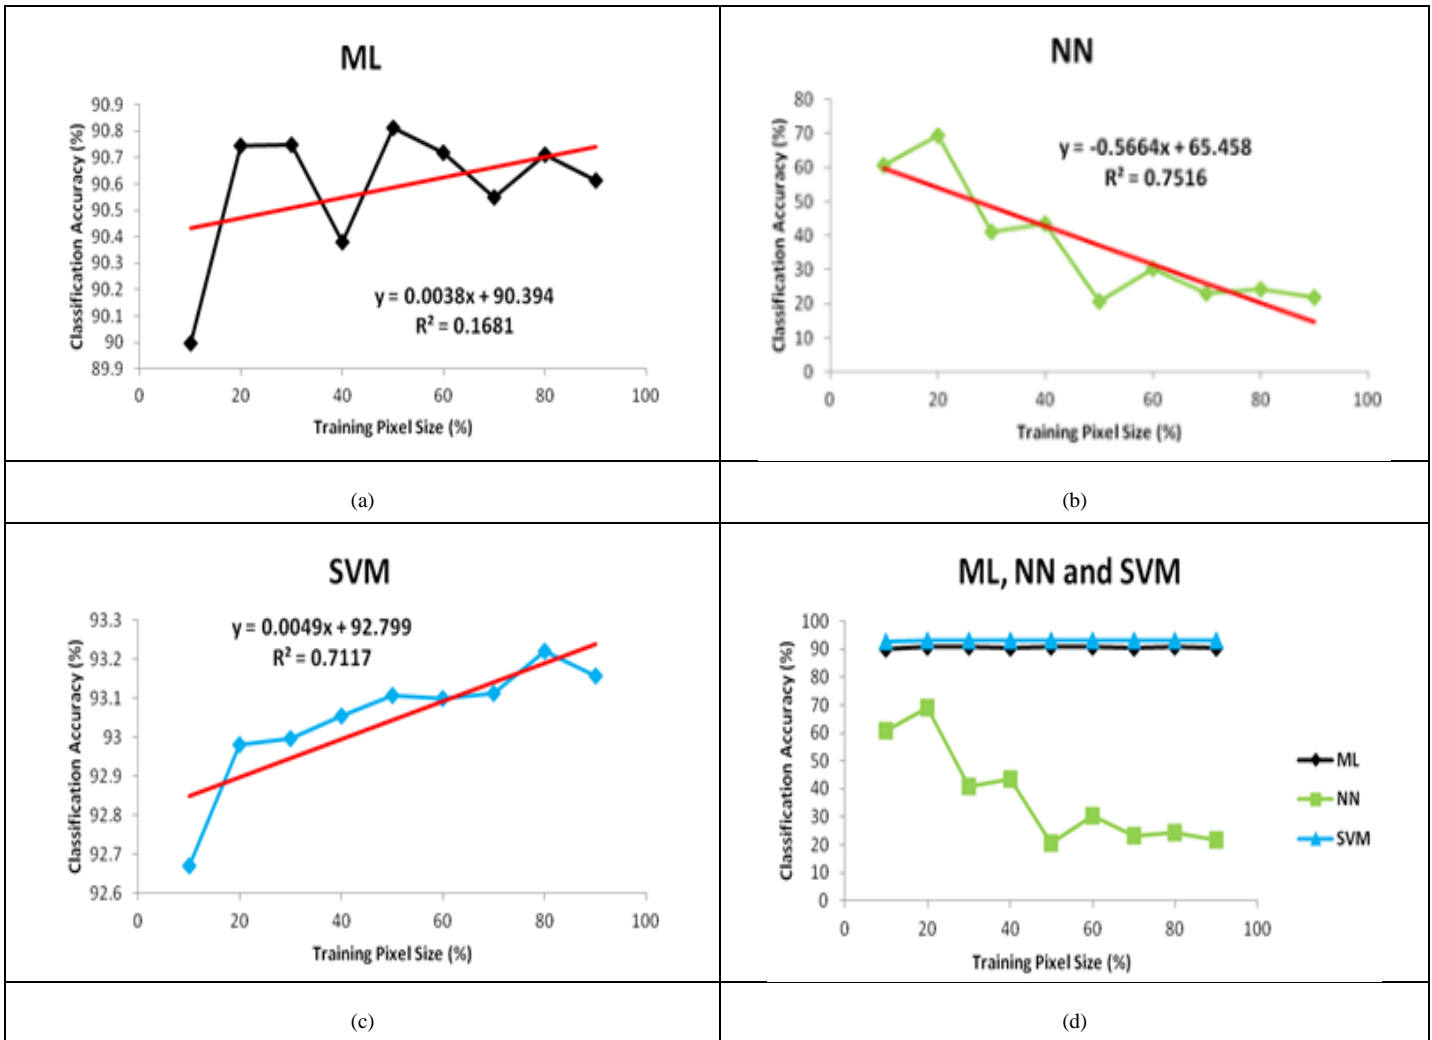 ML
90.9
90.8
90.7
90.6
90.5
90.4
90.3
90.2
90.1
90
89.9
Classification Accuracy (%)
y = 0.0038x + 90.394
R² = 0.1681
0 20 40 60 80 100
Training Pixel Size (%)
(a)
NN
80
70
60
50
40
30
20
10
0
Classification Accuracy (%)
y = -0.5664x + 65.458
R² = 0.7516
0 20 40 60 80 100
Training Pixel Size (%)
(b)
SVM
93.3
93.2
93.1
93
92.9
92.8
92.7
92.6
Classification Accuracy (%)
y = 0.0049x + 92.799
R² = 0.7117
0 20 40 60 80 100
Training Pixel Size (%)
(c)
ML, NN and SVM
100
90
80
70
60
50
40
30
20
10
0
Classification Accuracy (%)
ML
NN
SVM
0 20 40 60 80 100
Training Pixel Size (%)
(d)